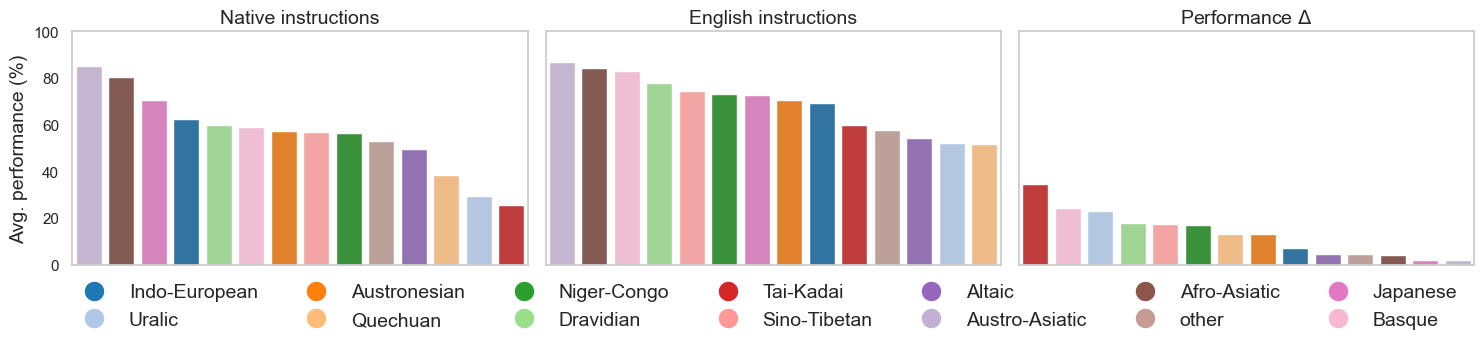 Native instructions
English instructions
Performance Δ
Avg. performance (%)
100
80
60
40
20
0
Indo-European
Austronesian
Niger-Congo
Tai-Kadai
Altaic
Afro-Asiatic
Japanese
Uralic
Quechuan
Dravidian
Sino-Tibetan
Austro-Asiatic
other
Basque